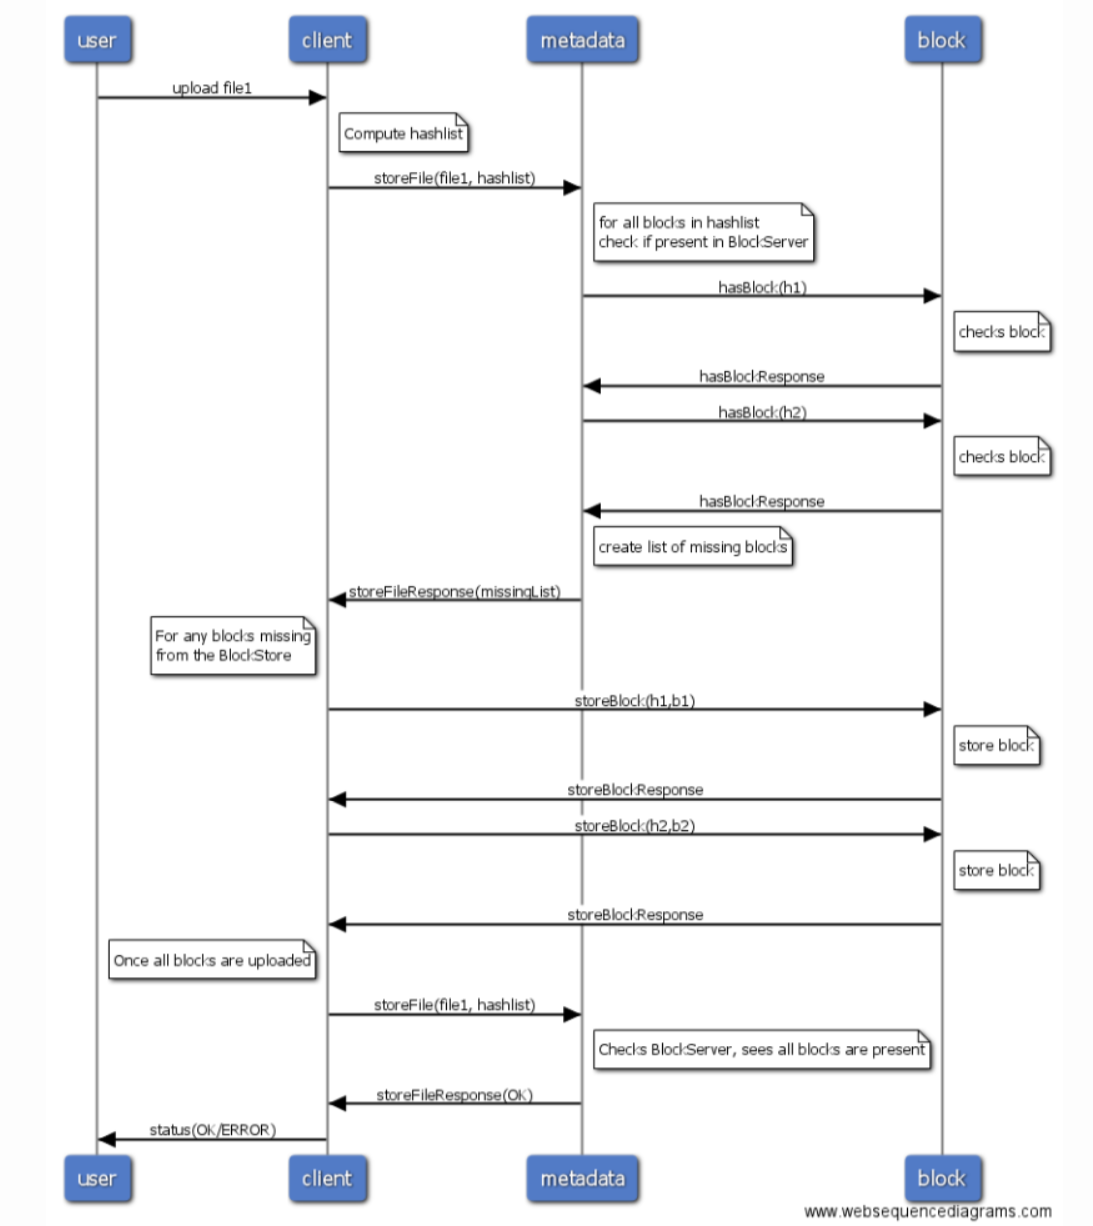 user client metadata block
upload file1
Compute hashlist
storeFile(file1, hashlist)
for all blocks in hashlist
check if present in BlockServer
hasBlock(h1)
checks block
hasBlockResponse
hasBlock(h2)
checks block
hasBlockResponse
create list of missing blocks
storeFileResponse(missingList)
For any blocks missing
from the BlockStore
storeBlock(h1,b1)
store block
storeBlockResponse
storeBlock(h2,b2)
store block
storeBlockResponse
Once all blocks are uploaded
storeFile(file1, hashlist)
Checks BlockServer, sees all blocks are present
storeFileResponse(OK)
status(OK/ERROR)
user client metadata block
www.websequencediagrams.com